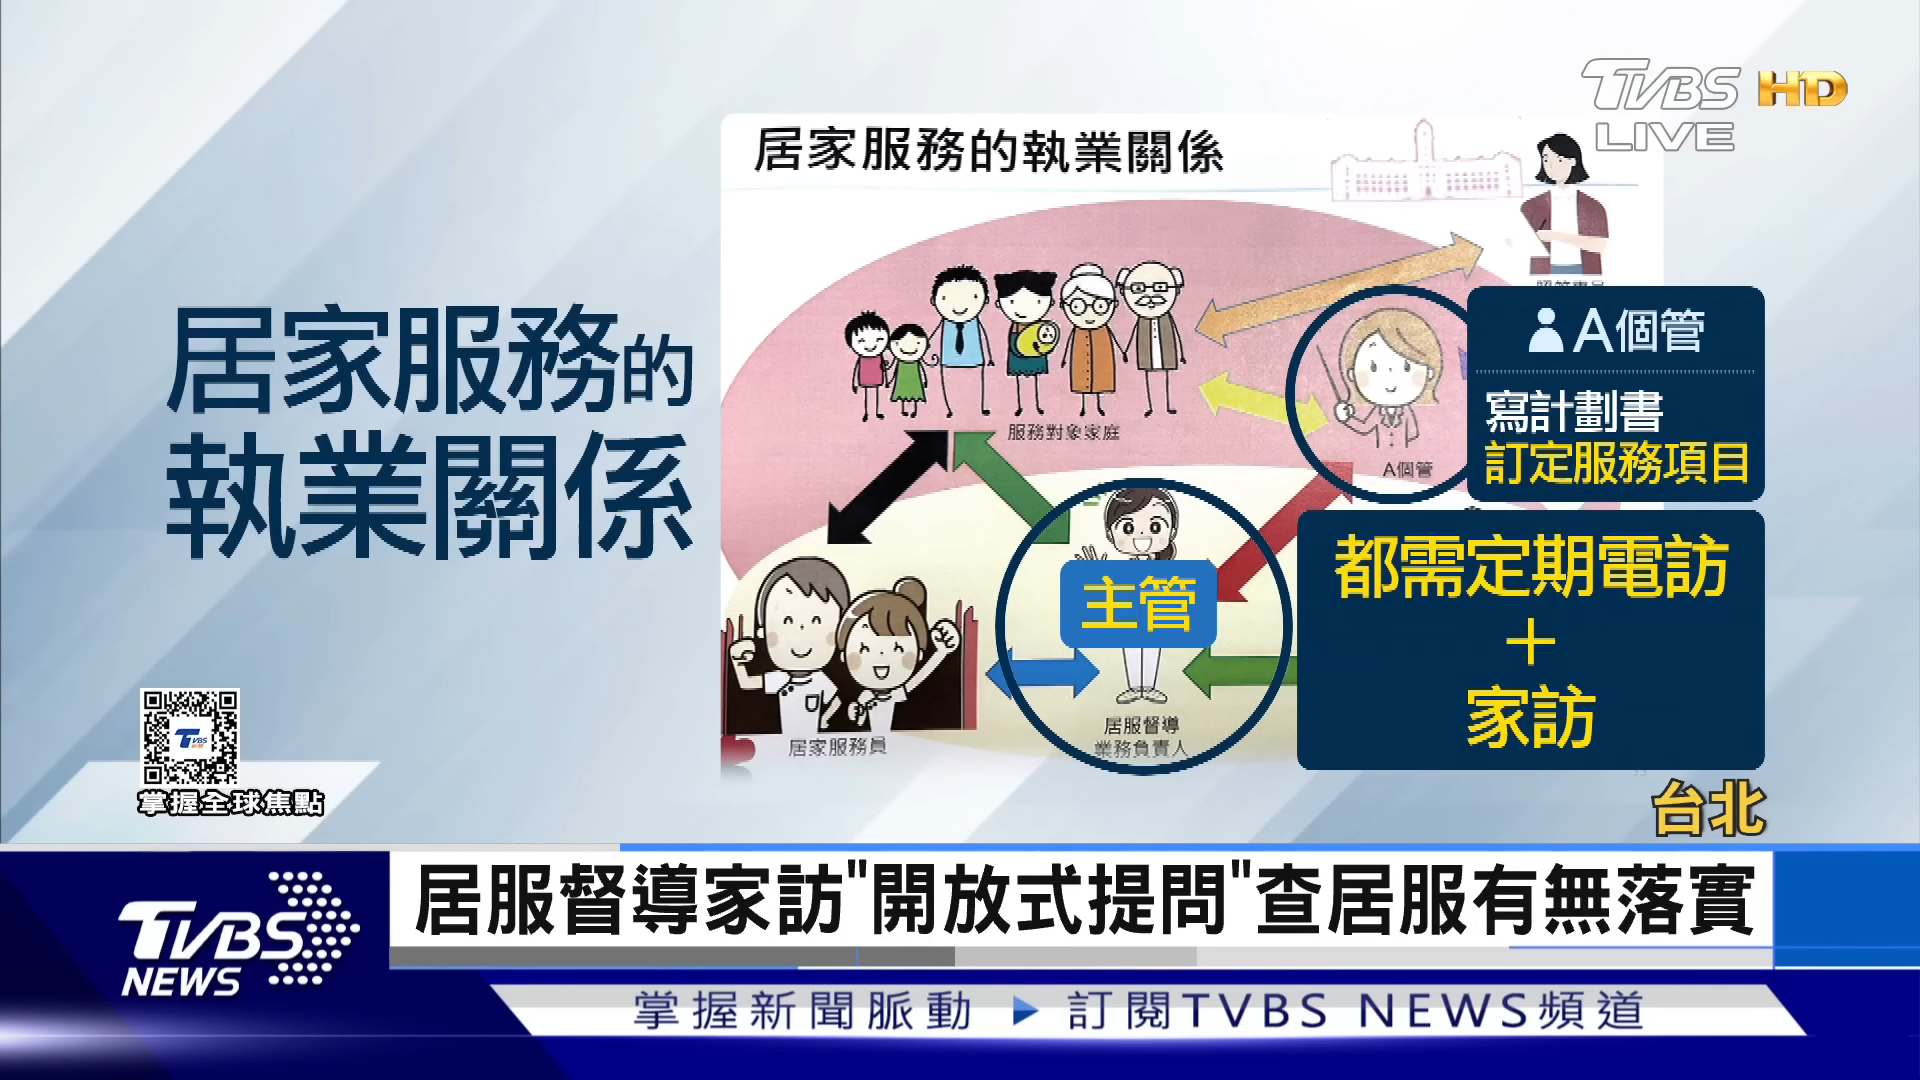 TVBS HD
LIVE
居家服務的執業關係
居家服務的
執業關係
A個管
寫計劃書
訂定服務項目
服務對象家庭
A個管
主管
都需定期電訪
+
家訪
居服督導
業務負責人
居家服務員
TVBS
掌握全球焦點
台北
居服督導家訪"開放式提問"查居服有無落實
TVBS
NEWS
掌握新聞脈動 ▶ 訂閱TVBS NEWS頻道